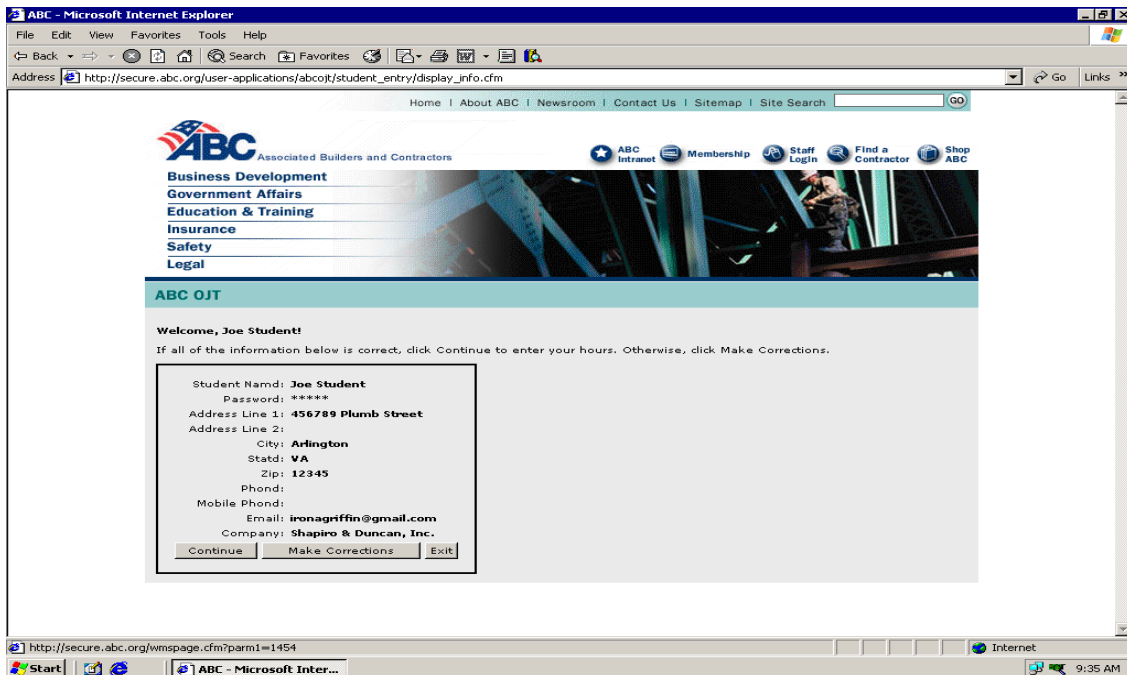 ABC - Microsoft Internet Explorer
File Edit View Favorites Tools Help
Back Search Favorites
Address http://secure.abc.org/user-applications/abcojt/student_entry/display_info.cfm Go Links »
Home | About ABC | Newsroom | Contact Us | Sitemap | Site Search GO
ABC Associated Builders and Contractors
ABC Intranet Membership Staff Login Find a Contractor Shop ABC
Business Development
Government Affairs
Education & Training
Insurance
Safety
Legal
ABC OJT
Welcome, Joe Student!
If all of the information below is correct, click Continue to enter your hours. Otherwise, click Make Corrections.
Student Namd: Joe Student
Password: *****
Address Line 1: 456789 Plumb Street
Address Line 2:
City: Arlington
Statd: VA
Zip: 12345
Phond:
Mobile Phond:
Email: ironagriffin@gmail.com
Company: Shapiro & Duncan, Inc.
Continue Make Corrections Exit
http://secure.abc.org/wmspage.cfm?parm1=1454 Internet
Start ABC - Microsoft Inter... 9:35 AM